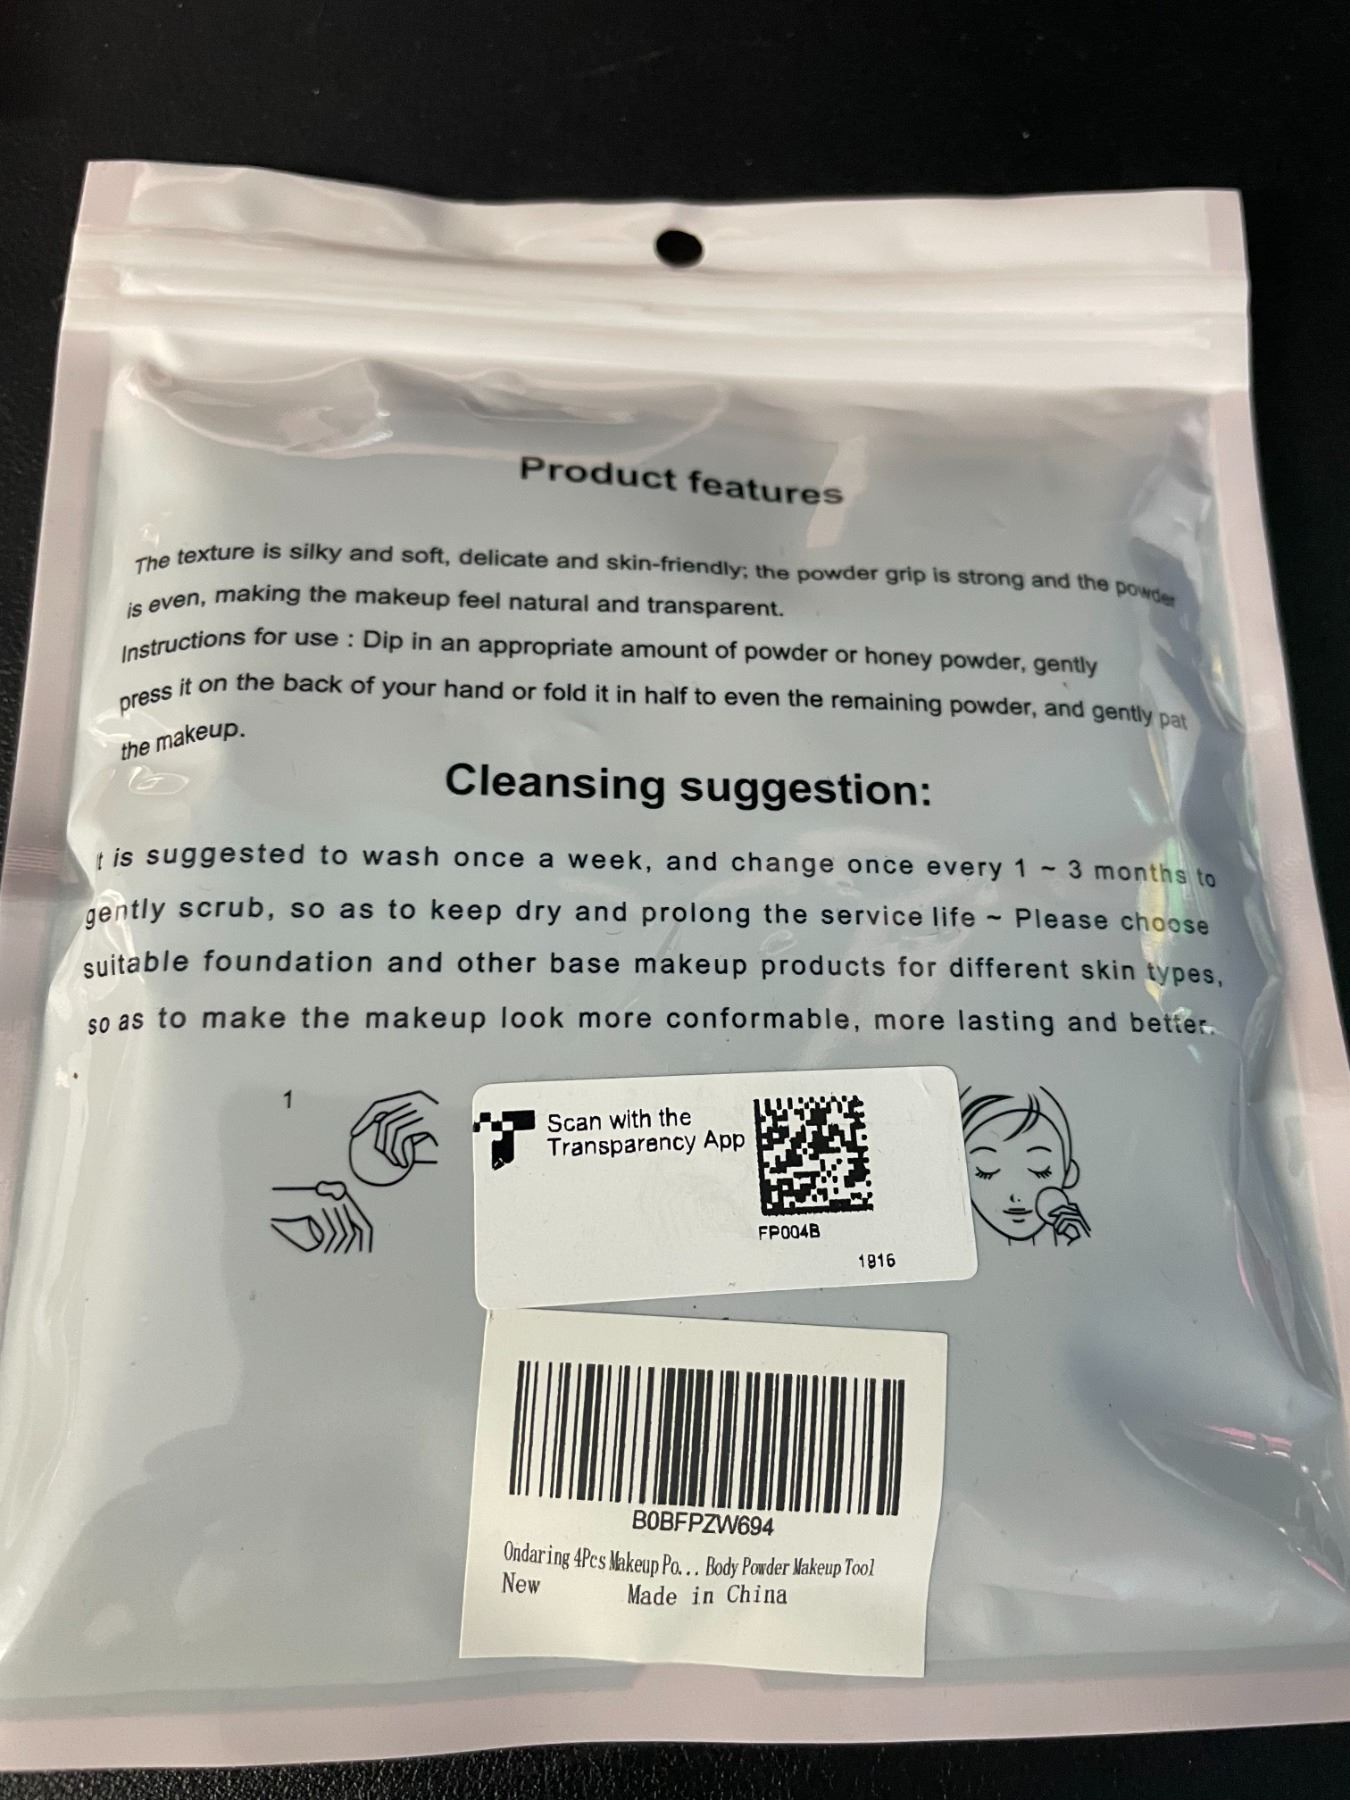 Product features
The texture is silky and soft, delicate and skin-friendly; the powder grip is strong and the powder
is even, making the makeup feel natural and transparent.
Instructions for use : Dip in an appropriate amount of powder or honey powder, gently
press it on the back of your hand or fold it in half to even the remaining powder, and gently pat
the makeup.
Cleansing suggestion:
t is suggested to wash once a week, and change once every 1 ~ 3 months to
gently scrub, so as to keep dry and prolong the service life ~ Please choose
suitable foundation and other base makeup products for different skin types,
so as to make the makeup look more conformable, more lasting and better.
1
Scan with the
Transparency App
FP004B
1916
B0BFPZW694
Ondaring 4Pcs Makeup Po... Body Powder Makeup Tool
New Made in China